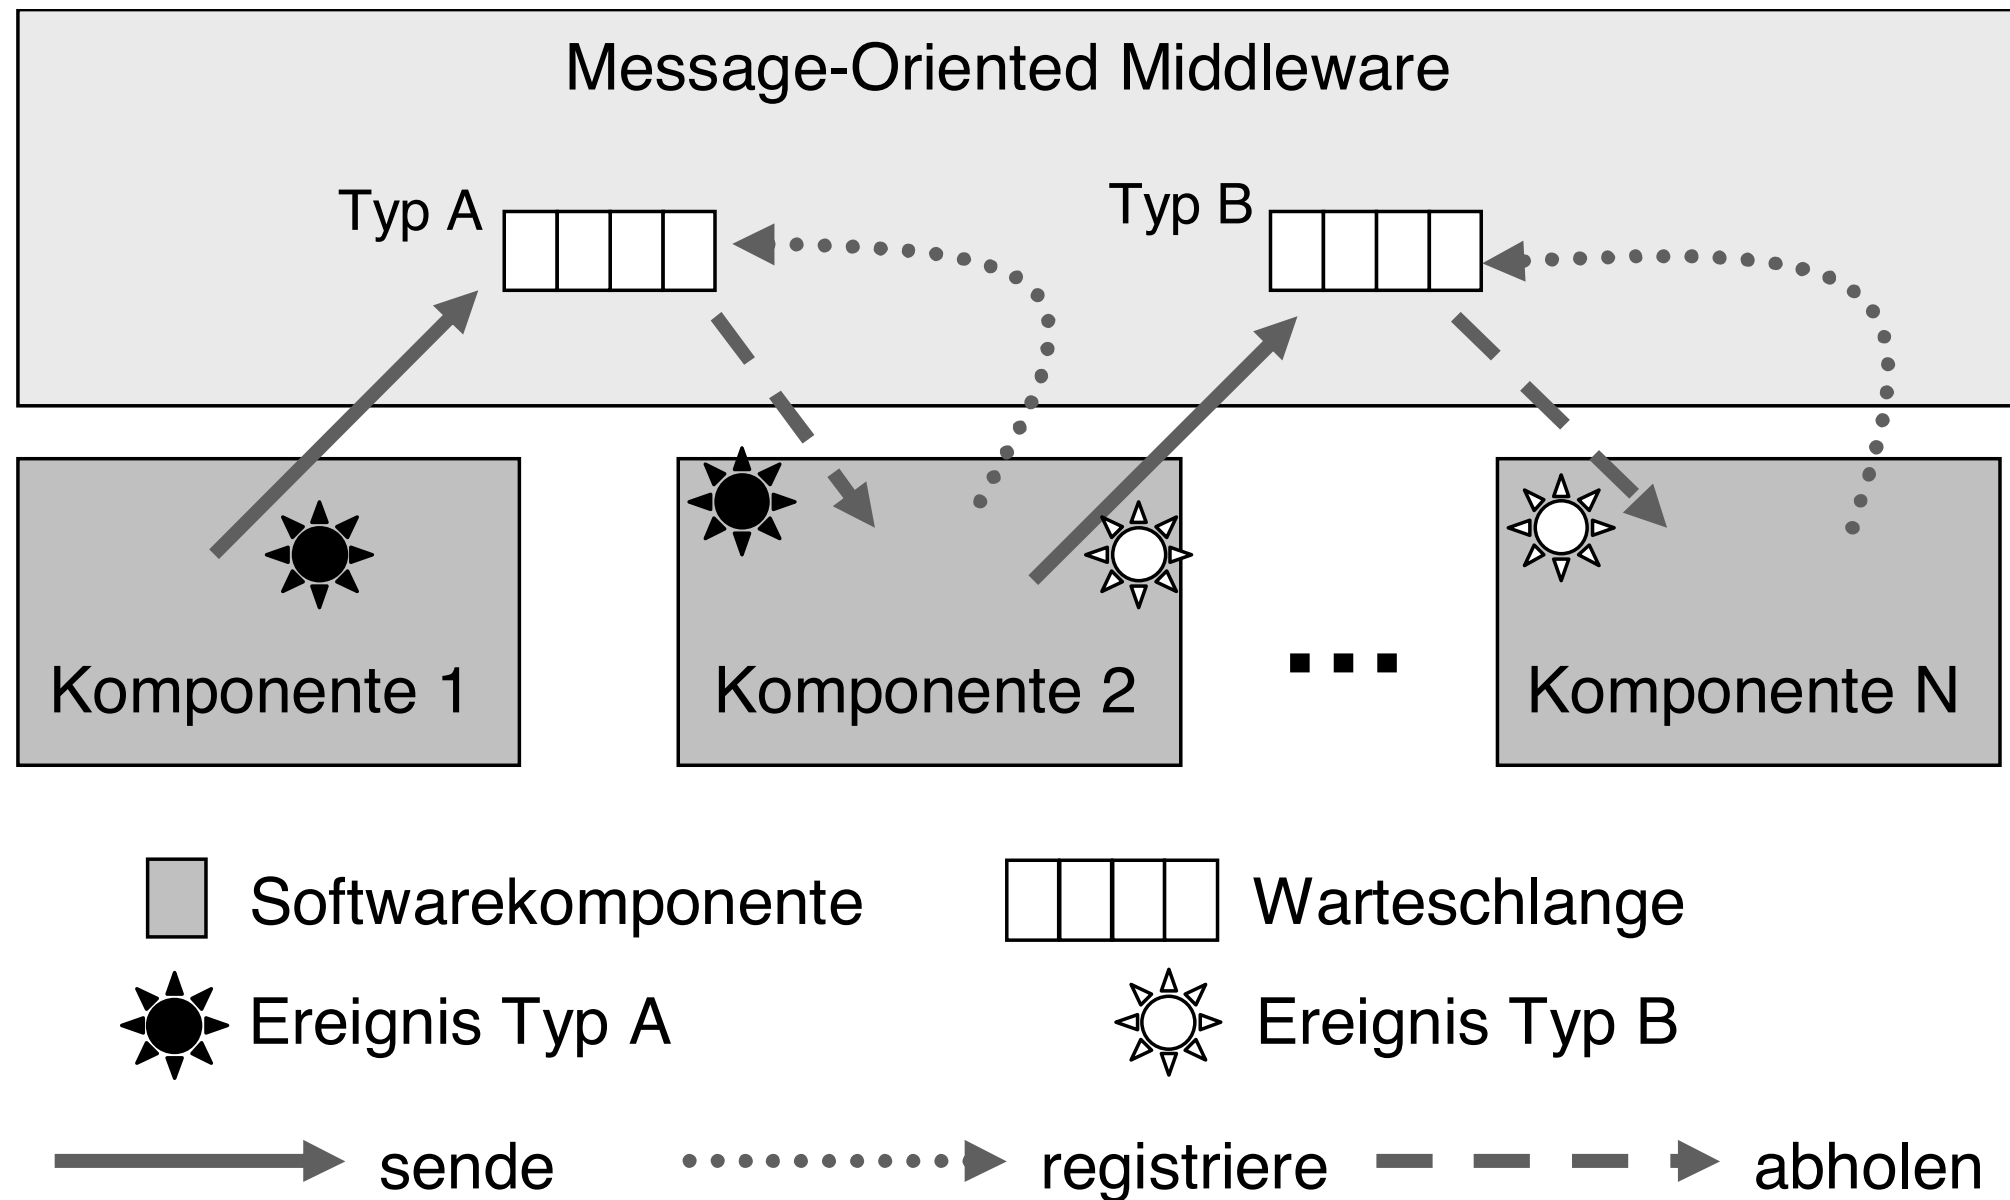 Message-Oriented Middleware
Typ A
Typ B
Komponente 1
Komponente 2
...
Komponente N
Softwarekomponente
Warteschlange
Ereignis Typ A
Ereignis Typ B
sende
registriere
abholen